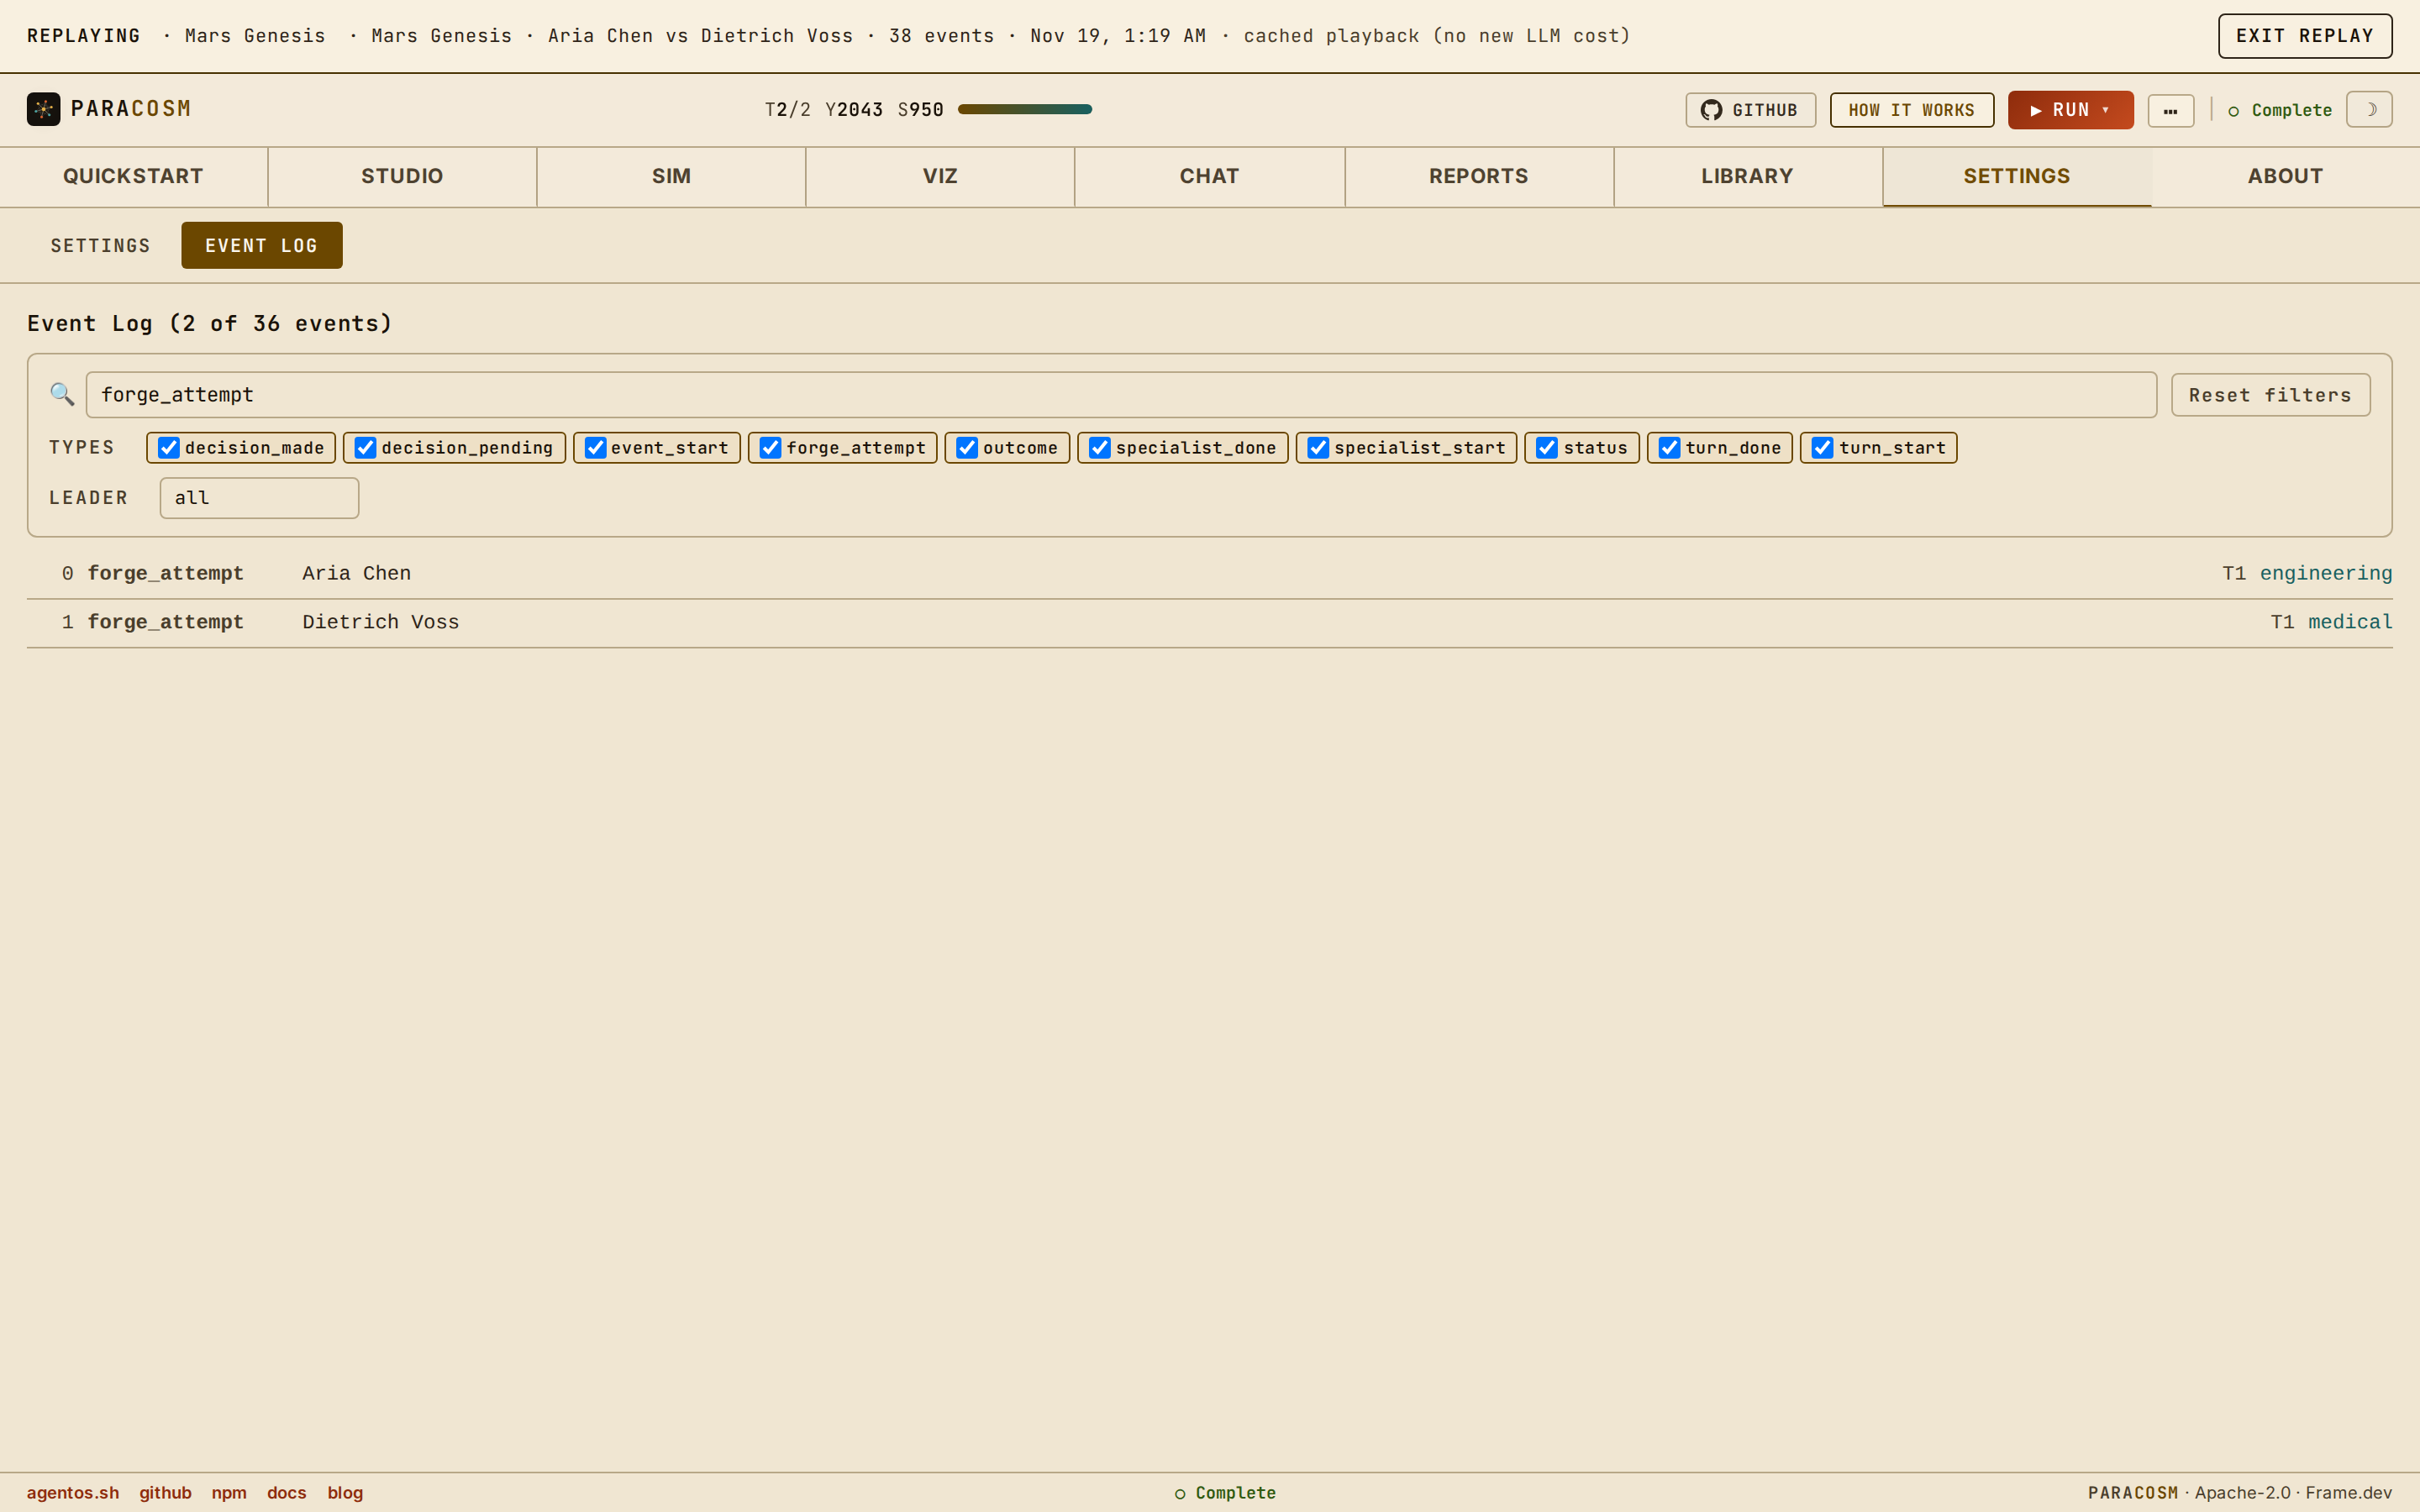 REPLAYING · Mars Genesis · Mars Genesis · Aria Chen vs Dietrich Voss · 38 events · Nov 19, 1:19 AM · cached playback (no new LLM cost) EXIT REPLAY
PARACOSM T2/2 Y2043 S950 GITHUB HOW IT WORKS ▶ RUN ▾ … ○ Complete
QUICKSTART STUDIO SIM VIZ CHAT REPORTS LIBRARY SETTINGS ABOUT
SETTINGS EVENT LOG
Event Log (2 of 36 events)
forge_attempt Reset filters
TYPES decision_made decision_pending event_start forge_attempt outcome specialist_done specialist_start status turn_done turn_start
LEADER all
0 forge_attempt Aria Chen T1 engineering
1 forge_attempt Dietrich Voss T1 medical
agentos.sh github npm docs blog ○ Complete PARACOSM · Apache-2.0 · Frame.dev